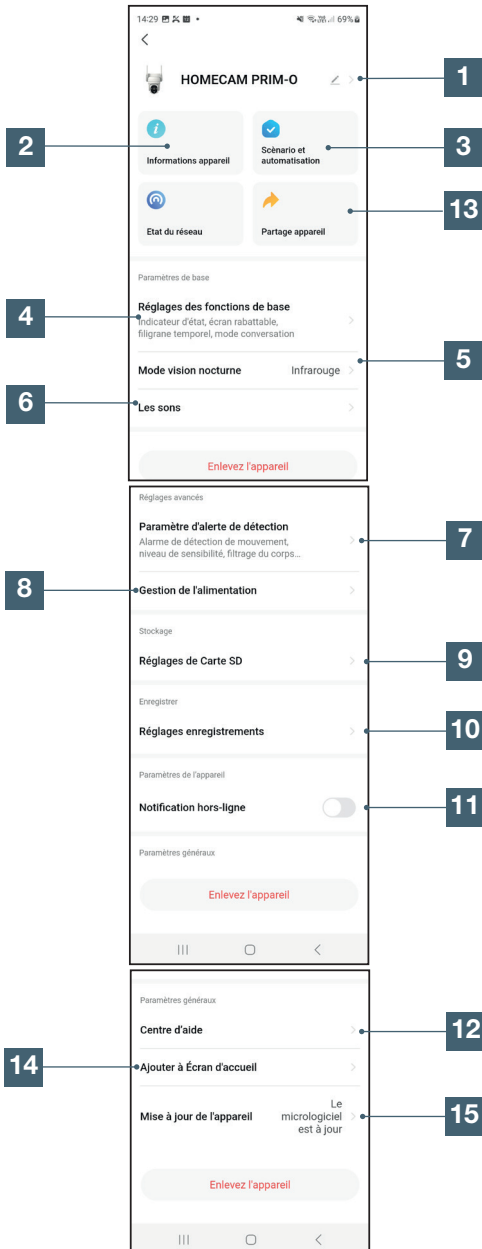 14:29
69%
HOMECAM PRIM-O
1
2
Informations appareil
Scènario et
automatisation
3
Etat du réseau
Partage appareil
13
Paramètres de base
4
Réglages des fonctions de base
Indicateur d'état, écran rabattable,
filigrane temporel, mode conversation
Mode vision nocturne
Infrarouge
5
6
Les sons
Enlevez l'appareil
Réglages avancés
Paramètre d'alerte de détection
Alarme de détection de mouvement,
niveau de sensibilité, filtrage du corps...
7
8
Gestion de l'alimentation
Stockage
Réglages de Carte SD
9
Enregistrer
Réglages enregistrements
10
Paramètres de l'appareil
Notification hors-ligne
11
Paramètres généraux
Enlevez l'appareil
Paramètres généraux
Centre d'aide
12
14
Ajouter à Écran d'accueil
Mise à jour de l'appareil
Le
micrologiciel
est à jour
15
Enlevez l'appareil